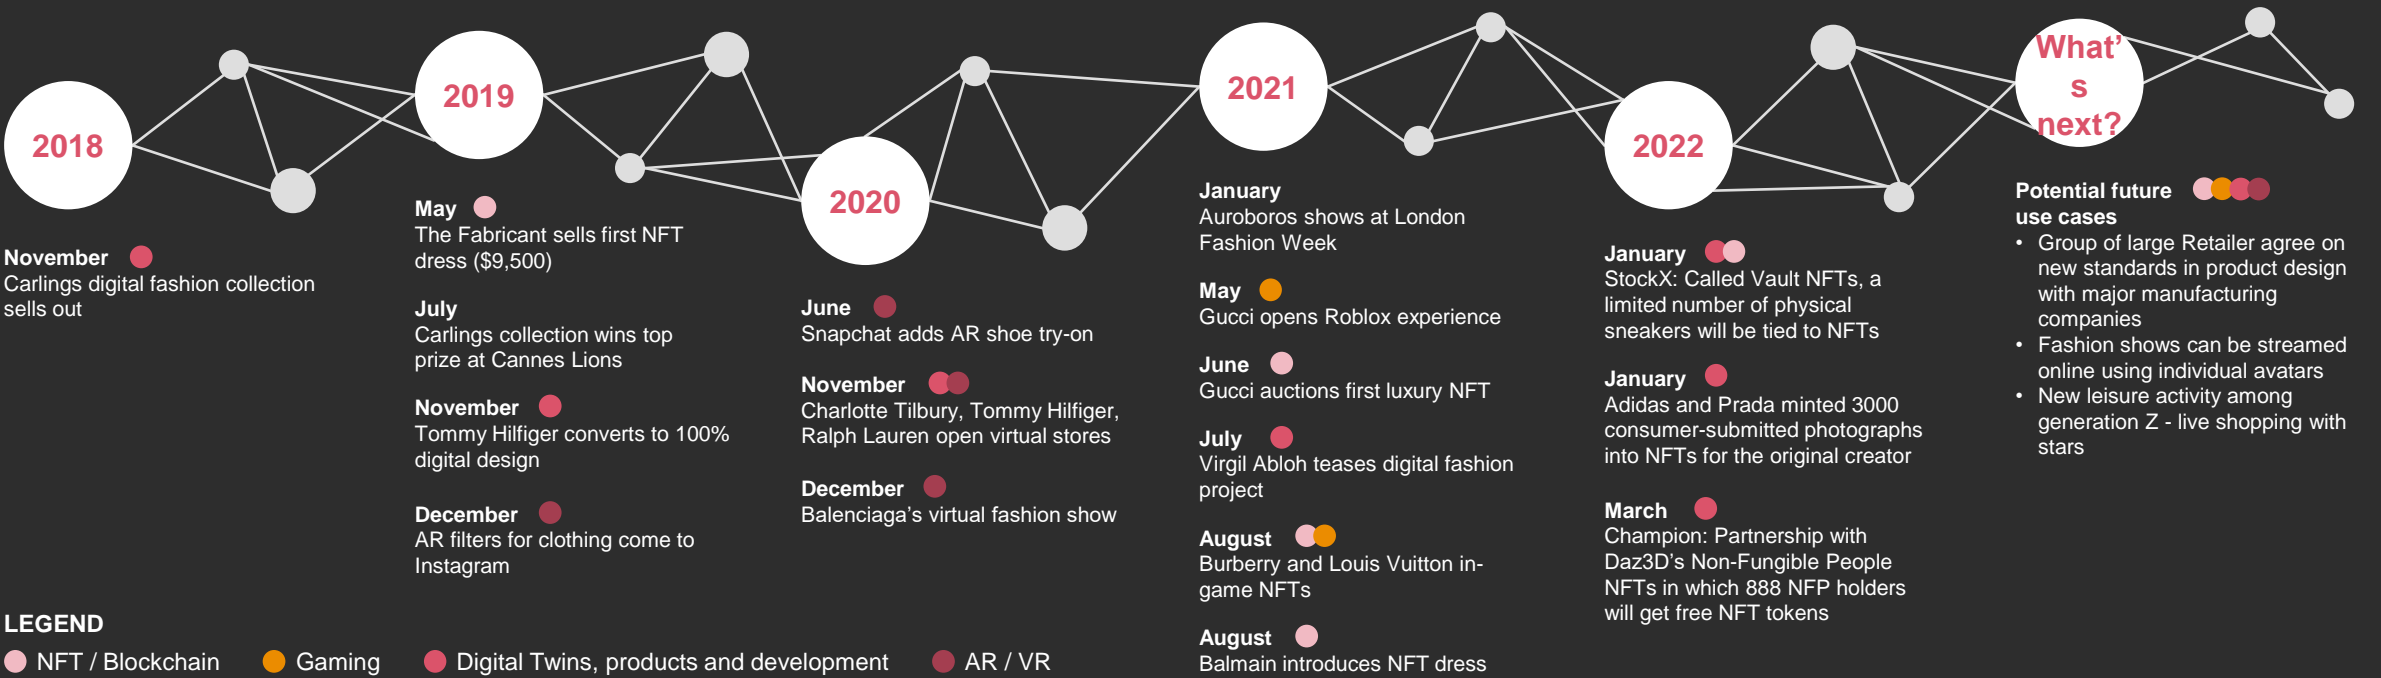 2018
November
Carlings digital fashion collection
sells out
2019
May
The Fabricant sells first NFT
dress ($9,500)
July
Carlings collection wins top
prize at Cannes Lions
November
Tommy Hilfiger converts to 100%
digital design
December
AR filters for clothing come to
Instagram
2020
June
Snapchat adds AR shoe try-on
November
Charlotte Tilbury, Tommy Hilfiger,
Ralph Lauren open virtual stores
December
Balenciaga’s virtual fashion show
2021
January
Auroboros shows at London
Fashion Week
May
Gucci opens Roblox experience
June
Gucci auctions first luxury NFT
July
Virgil Abloh teases digital fashion
project
August
Burberry and Louis Vuitton in-
game NFTs
August
Balmain introduces NFT dress
2022
January
StockX: Called Vault NFTs, a
limited number of physical
sneakers will be tied to NFTs
January
Adidas and Prada minted 3000
consumer-submitted photographs
into NFTs for the original creator
March
Champion: Partnership with
Daz3D’s Non-Fungible People
NFTs in which 888 NFP holders
will get free NFT tokens
What’
s
next?
Potential future
use cases
• Group of large Retailer agree on
new standards in product design
with major manufacturing
companies
• Fashion shows can be streamed
online using individual avatars
• New leisure activity among
generation Z - live shopping with
stars
LEGEND
NFT / Blockchain
Gaming
Digital Twins, products and development
AR / VR